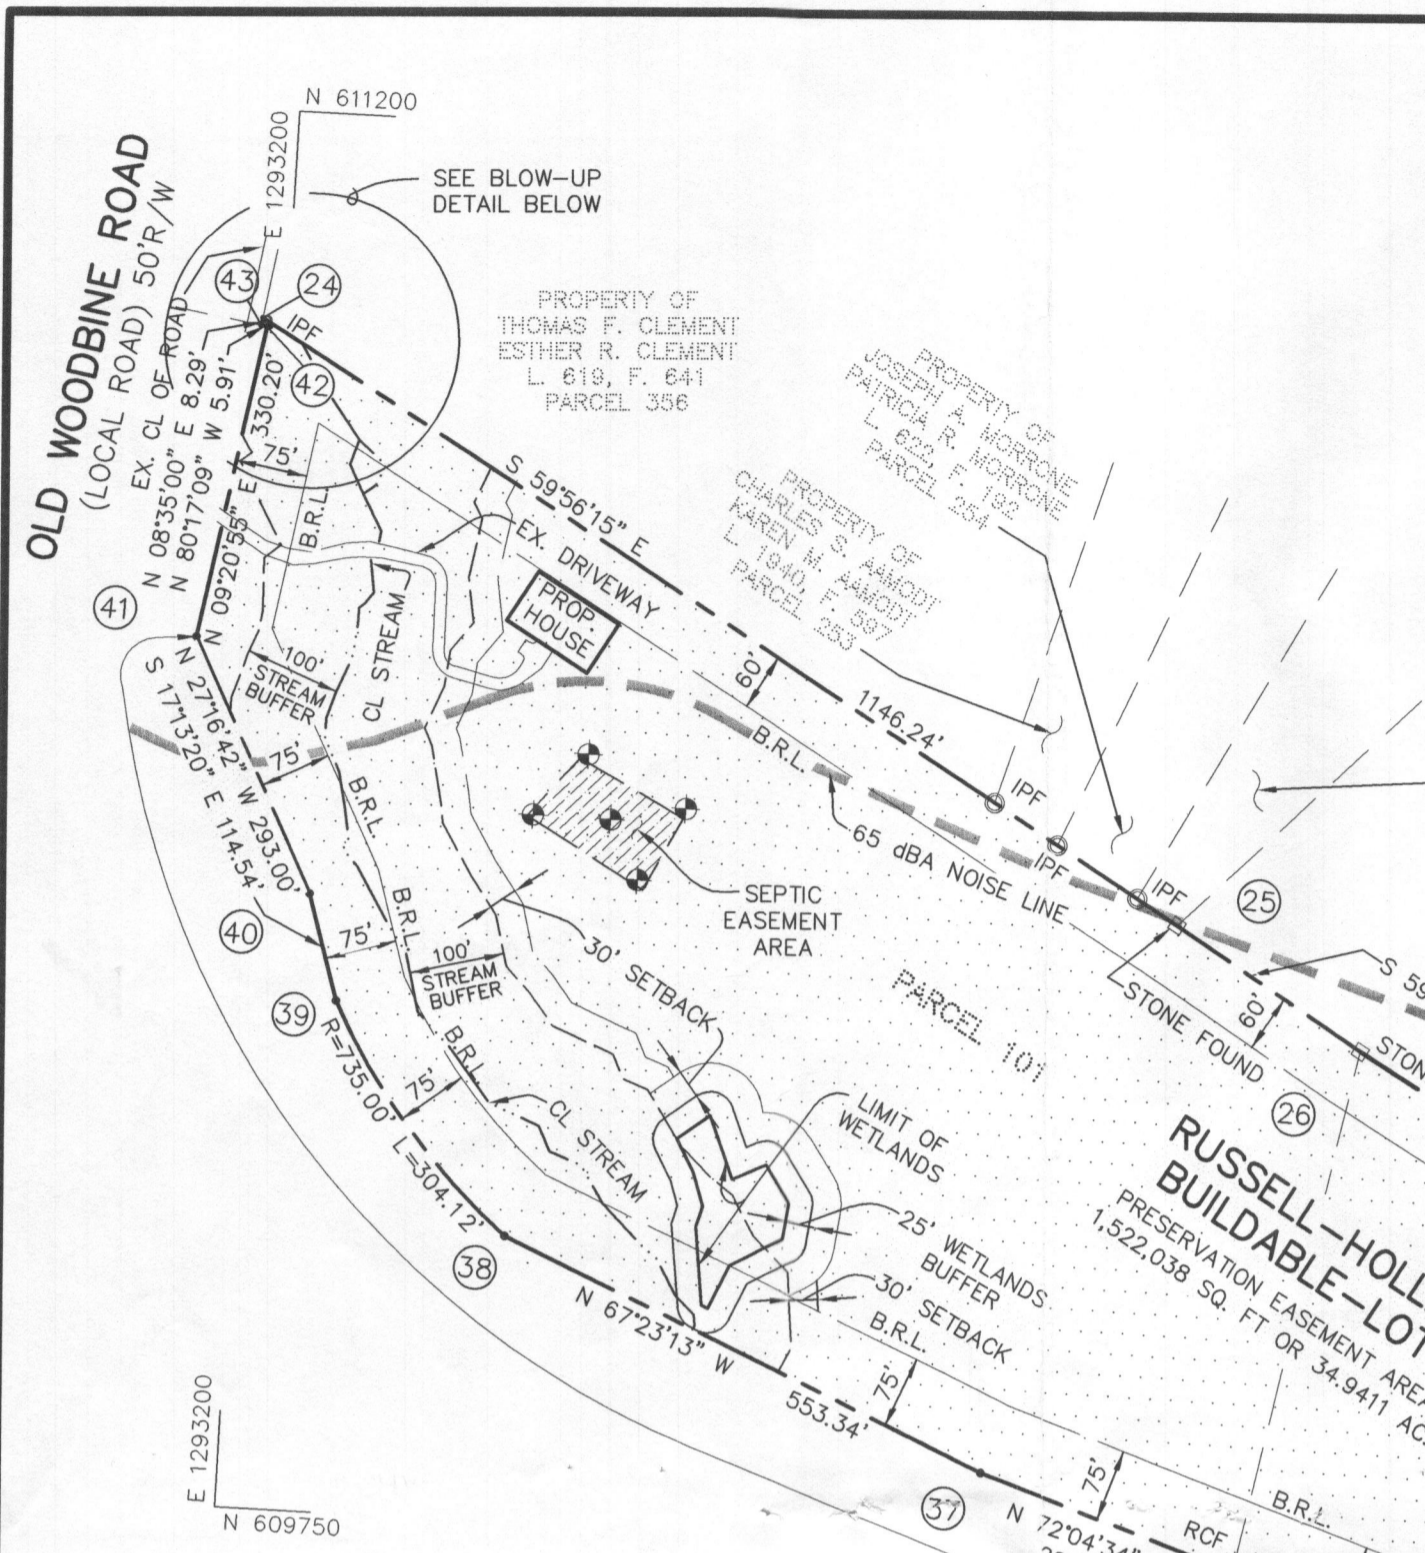 N 611200
E 1293200
SEE BLOW-UP
DETAIL BELOW
OLD WOODBINE ROAD
(LOCAL ROAD) 50'R/W
EX. CL OF ROAD
N 08°35'00" E 8.29'
N 80°17'09" W 5.91'
43
24
IPF
42
N 09°20'55" E 330.20'
75'
B.R.L.
PROPERTY OF
THOMAS F. CLEMENT
ESTHER R. CLEMENT
L. 619, F. 641
PARCEL 356
PROPERTY OF
JOSEPH A. MORRONE
PATRICIA R. MORRONE
L. 622, F. 192
PARCEL 254
PROPERTY OF
CHARLES S. AAMODT
KAREN M. AAMODT
L. 1940, F. 597
PARCEL 253
S 59°56'15" E
1146.24'
EX. DRIVEWAY
PROP.
HOUSE
41
100'
STREAM
BUFFER
CL STREAM
N 27°16'42" W 293.00'
S 17°13'20" E 114.54'
75'
B.R.L.
60'
B.R.L.
IPF
IPF
IPF
65 dBA NOISE LINE
25
SEPTIC
EASEMENT
AREA
B.R.L.
40
75'
100'
STREAM
BUFFER
30' SETBACK
PARCEL 101
STONE FOUND
60'
S 59
STON
26
39
R=735.00' L=304.12'
B.R.L.
75'
CL STREAM
LIMIT OF
WETLANDS
25' WETLANDS
BUFFER
30' SETBACK
RUSSELL-HOLL
BUILDABLE-LOT
PRESERVATION EASEMENT AREA
1,522,038 SQ. FT OR 34.9411 AC.
38
N 67°23'13" W
553.34'
B.R.L.
75'
75'
B.R.L.
37
N 72°04'34"
RCF
E 1293200
N 609750